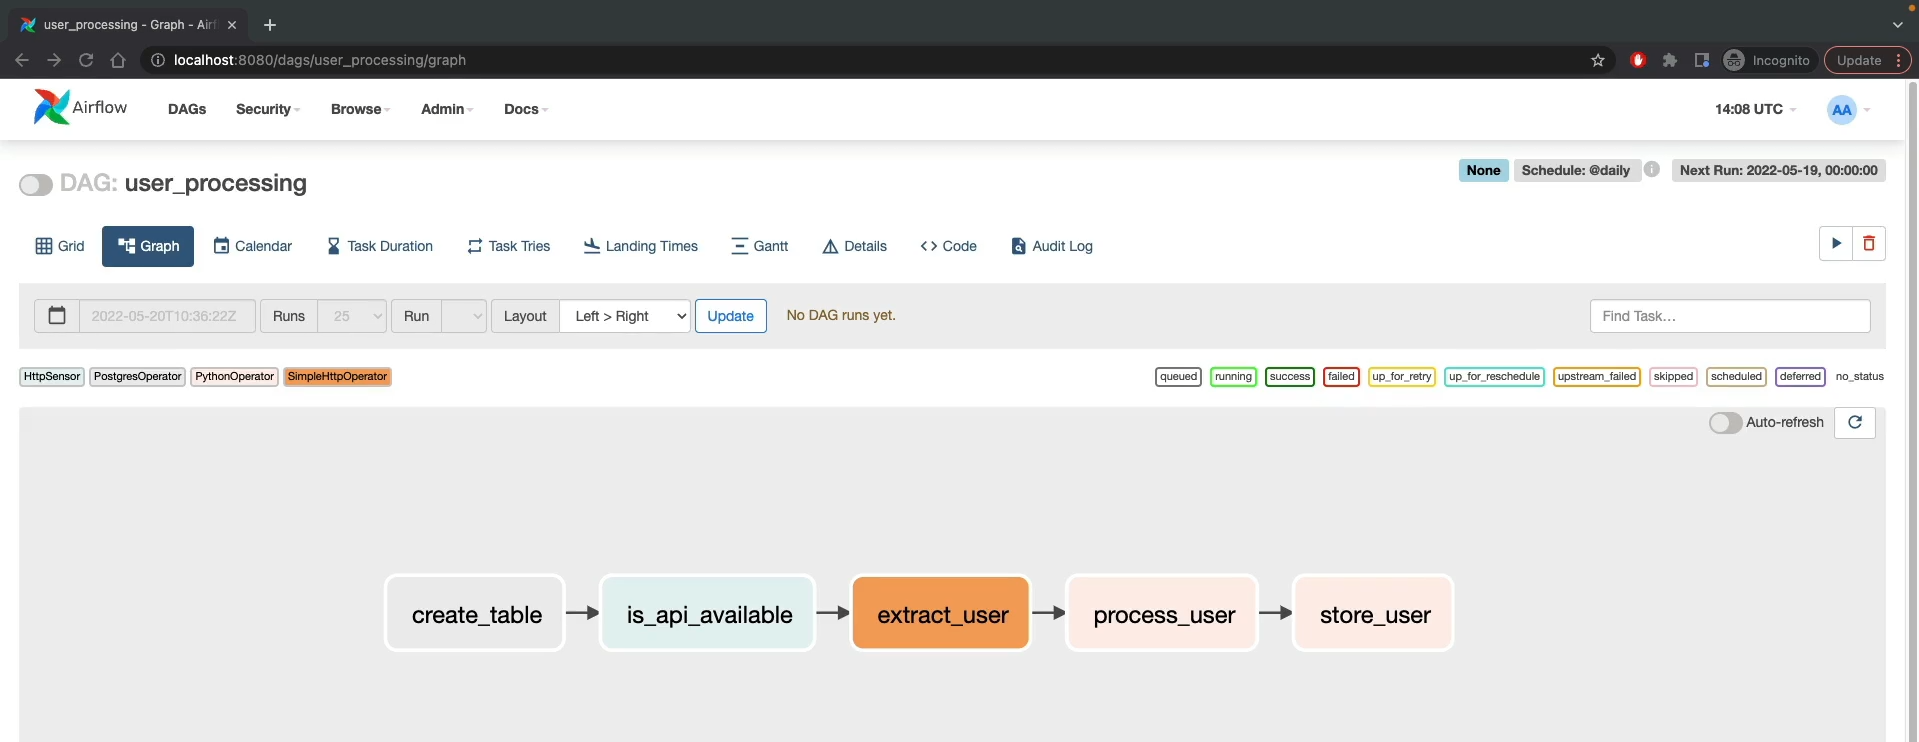 user_processing - Graph - Airf
localhost:8080/dags/user_processing/graph
Incognito
Update
Airflow
DAGs
Security
Browse
Admin
Docs
14:08 UTC
AA
DAG: user_processing
None
Schedule: @daily
i
Next Run: 2022-05-19, 00:00:00
Grid
Graph
Calendar
Task Duration
Task Tries
Landing Times
Gantt
Details
Code
Audit Log
2022-05-20T10:36:22Z
Runs
25
Run
Layout
Left > Right
Update
No DAG runs yet.
Find Task...
HttpSensor
PostgresOperator
PythonOperator
SimpleHttpOperator
queued
running
success
failed
up_for_retry
up_for_reschedule
upstream_failed
skipped
scheduled
deferred
no_status
Auto-refresh
create_table
is_api_available
extract_user
process_user
store_user